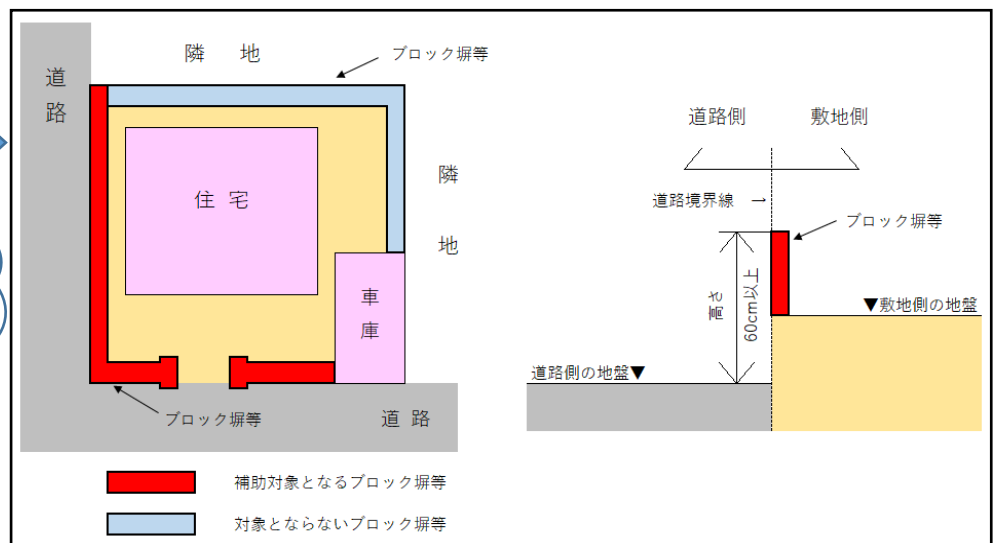 隣地
ブロック塀等
道路
住宅
隣地
車庫
ブロック塀等
道路
補助対象となるブロック塀等
対象とならないブロック塀等
道路側
敷地側
道路境界線 →
ブロック塀等
高さ
60cm以上
▼敷地側の地盤
道路側の地盤▼